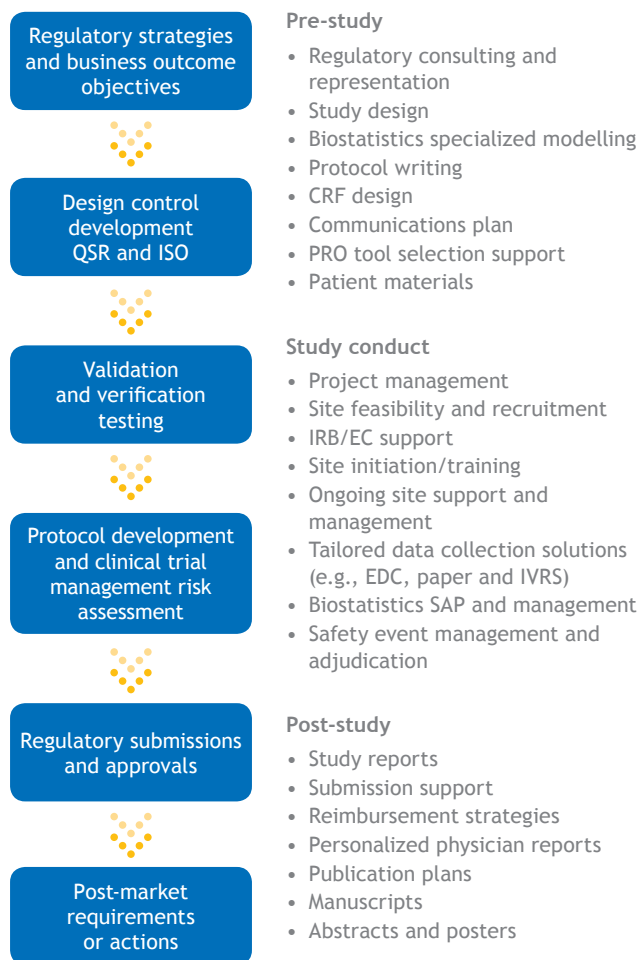 Regulatory strategies
and business outcome
objectives
Design control
development
QSR and ISO
Validation
and verification
testing
Protocol development
and clinical trial
management risk
assessment
Regulatory submissions
and approvals
Post-market
requirements
or actions
Pre-study
• Regulatory consulting and
representation
• Study design
• Biostatistics specialized modelling
• Protocol writing
• CRF design
• Communications plan
• PRO tool selection support
• Patient materials
Study conduct
• Project management
• Site feasibility and recruitment
• IRB/EC support
• Site initiation/training
• Ongoing site support and
management
• Tailored data collection solutions
(e.g., EDC, paper and IVRS)
• Biostatistics SAP and management
• Safety event management and
adjudication
Post-study
• Study reports
• Submission support
• Reimbursement strategies
• Personalized physician reports
• Publication plans
• Manuscripts
• Abstracts and posters